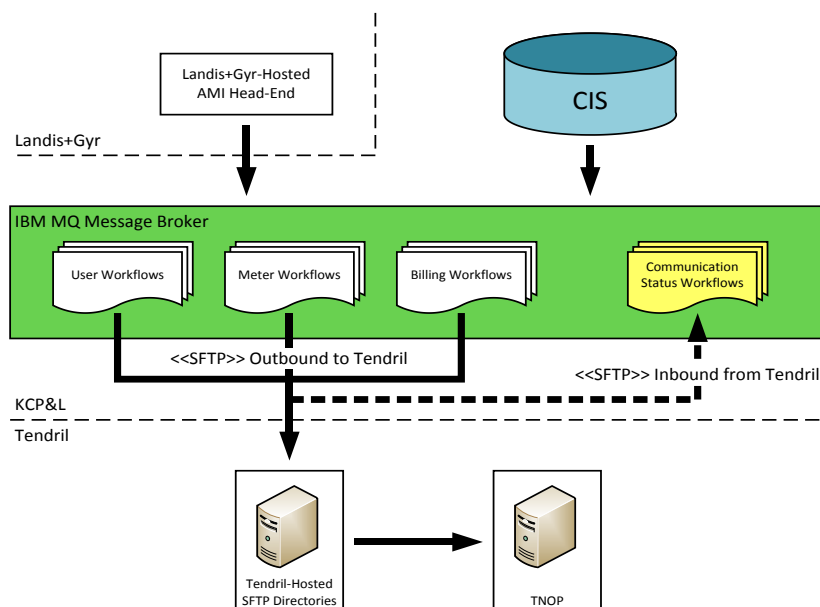 Landis+Gyr-Hosted
AMI Head-End
CIS
Landis+Gyr
IBM MQ Message Broker
User Workflows
Meter Workflows
Billing Workflows
Communication
Status Workflows
<<SFTP>> Outbound to Tendril
<<SFTP>> Inbound from Tendril
KCP&L
Tendril
Tendril-Hosted
SFTP Directories
TNOP